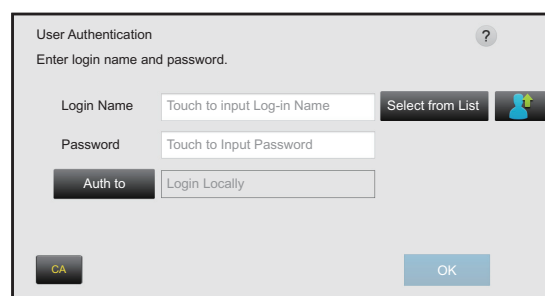 User Authentication
?
Enter login name and password.
Login Name Touch to input Log-in Name Select from List
Password Touch to Input Password
Auth to Login Locally
CA OK